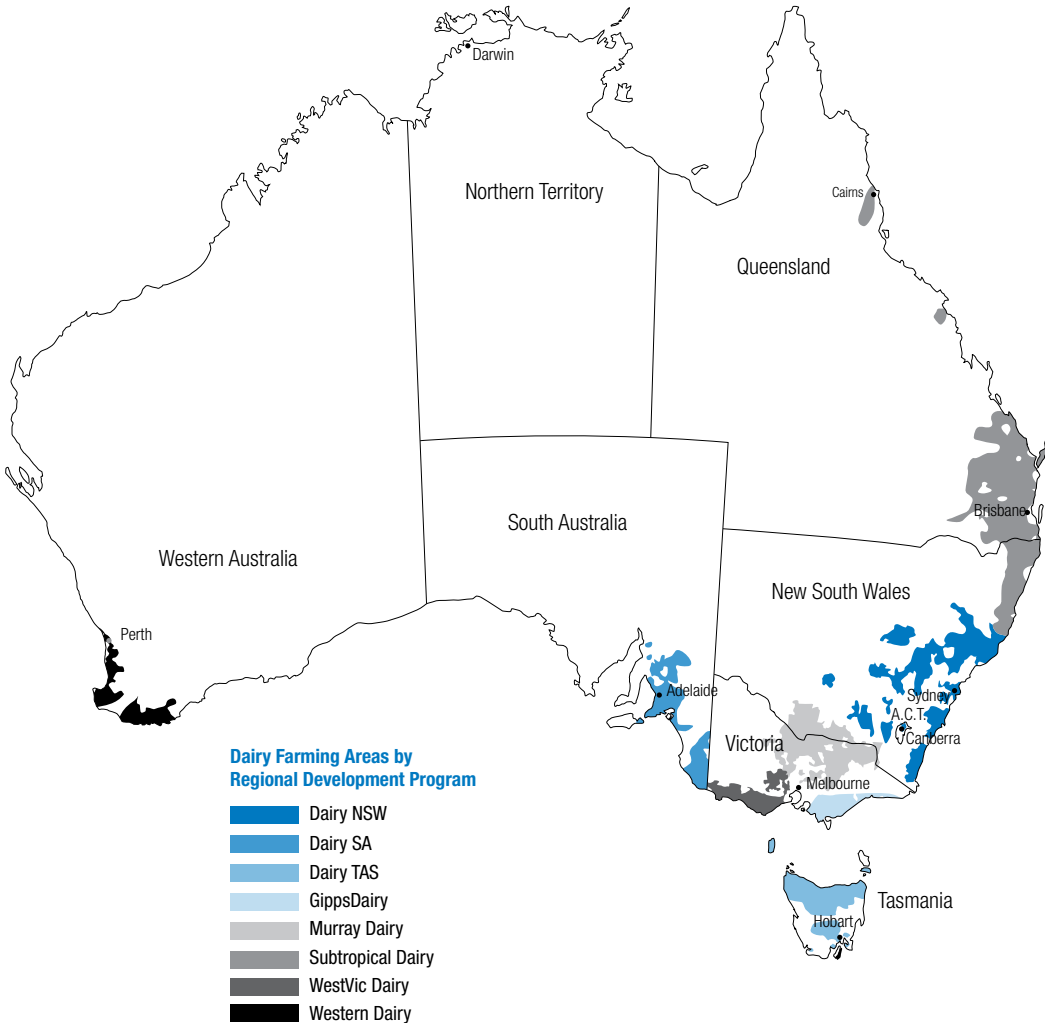 Darwin
Northern Territory
Cairns
Queensland
Brisbane
South Australia
Western Australia
New South Wales
Perth
Adelaide
Sydney
A.C.T.
Canberra
Victoria
Melbourne
Dairy Farming Areas by
Regional Development Program
Dairy NSW
Dairy SA
Dairy TAS
GippsDairy
Murray Dairy
Subtropical Dairy
WestVic Dairy
Western Dairy
Tasmania
Hobart